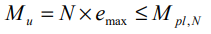 M_u = N × e_max ≤ M_pl,N